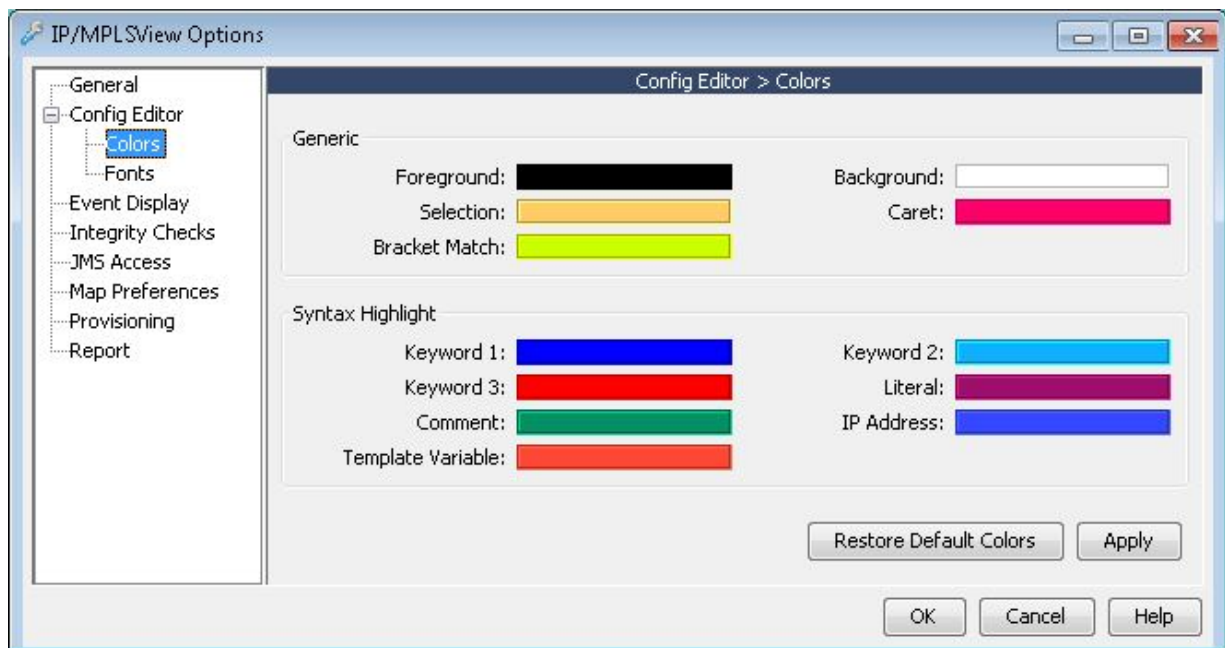 IP/MPLSView Options
General
Config Editor
Colors
Fonts
Event Display
Integrity Checks
JMS Access
Map Preferences
Provisioning
Report
Config Editor > Colors
Generic
Foreground: Background:
Selection: Caret:
Bracket Match:
Syntax Highlight
Keyword 1: Keyword 2:
Keyword 3: Literal:
Comment: IP Address:
Template Variable:
Restore Default Colors Apply
OK Cancel Help